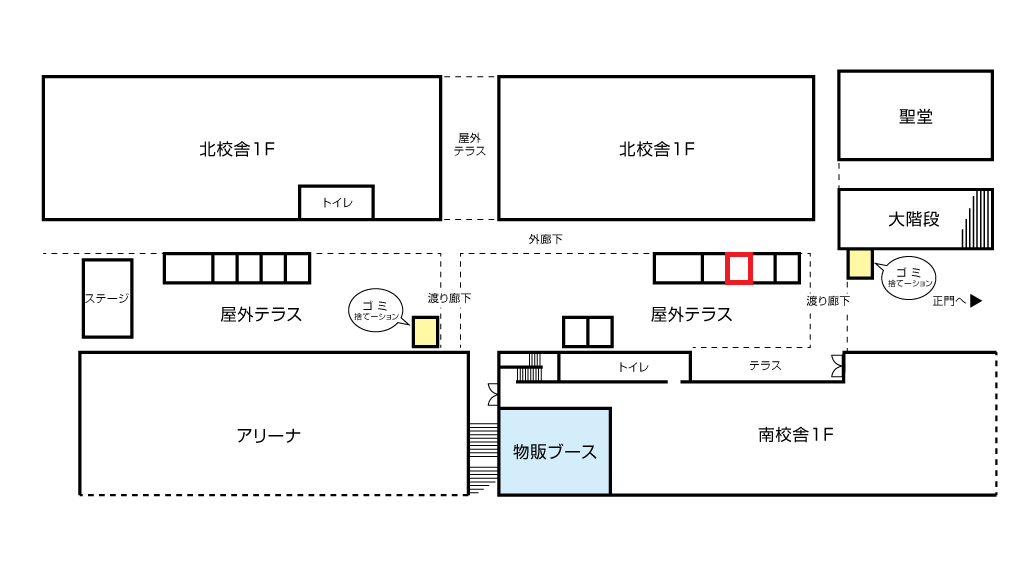 北校舎1F
トイレ
屋外
テラス
北校舎1F
聖堂
大階段
外廊下
ステージ
屋外テラス
ゴミ
捨てーション
渡り廊下
屋外テラス
渡り廊下
ゴミ
捨てーション
正門へ▶
アリーナ
トイレ
テラス
物販ブース
南校舎1F